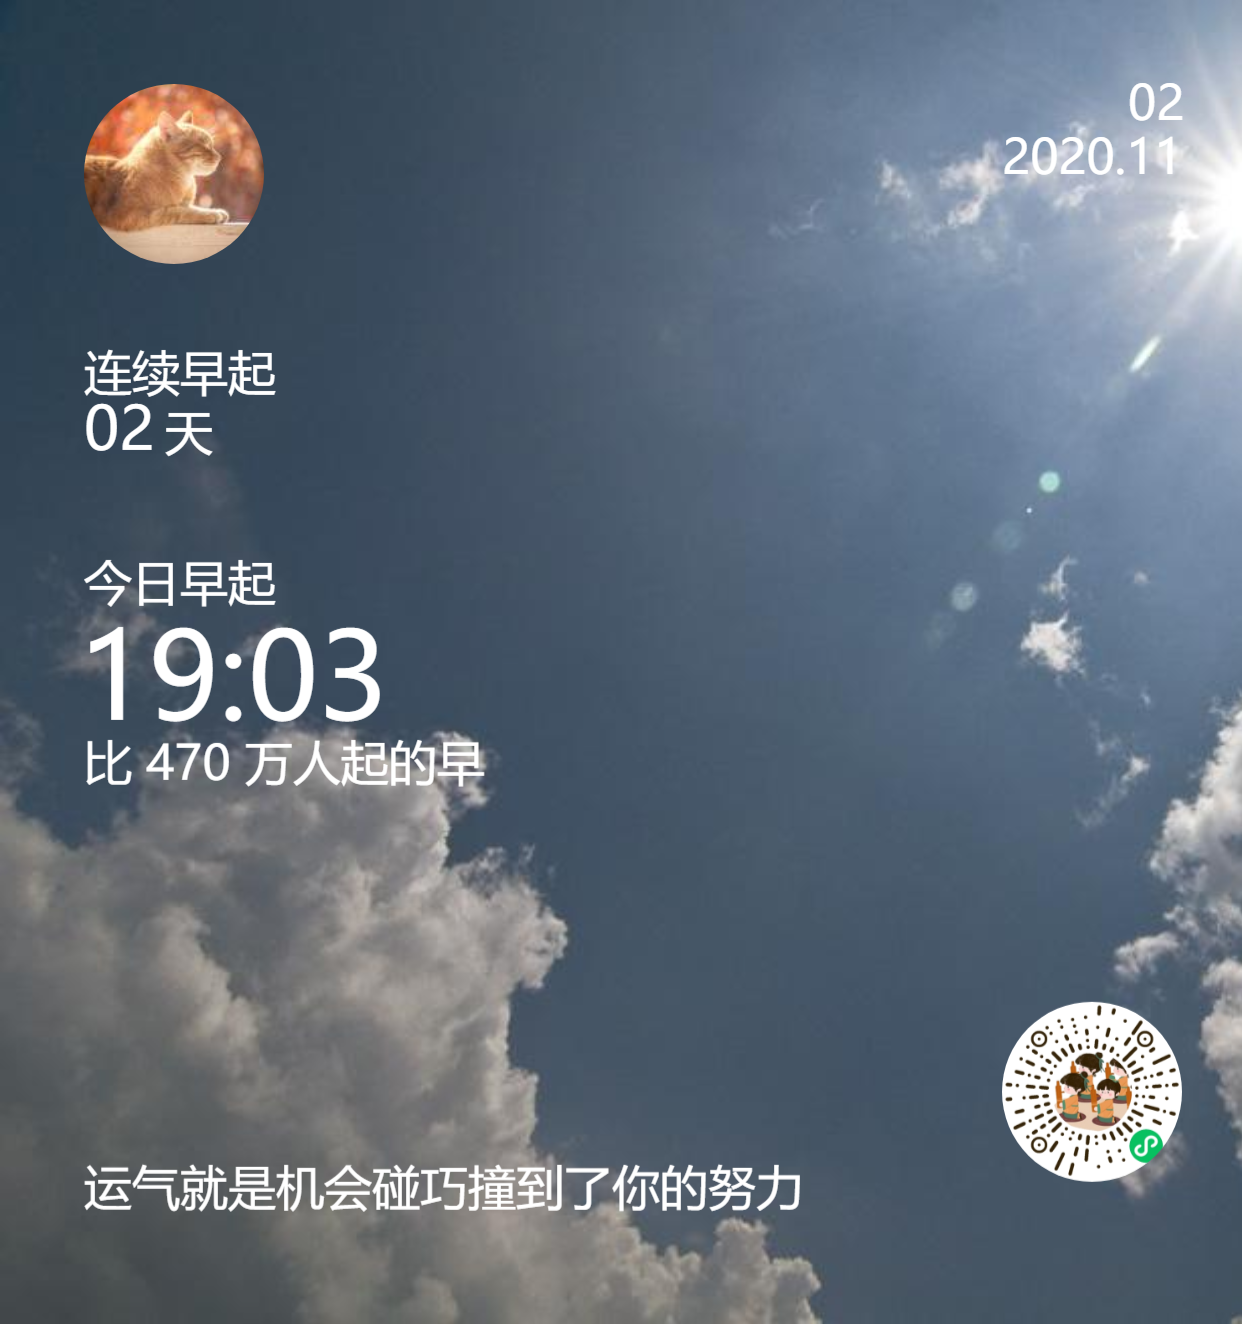 02
2020.11
连续早起
02 天
今日早起
19:03
比 470 万人起的早
运气就是机会碰巧撞到了你的努力